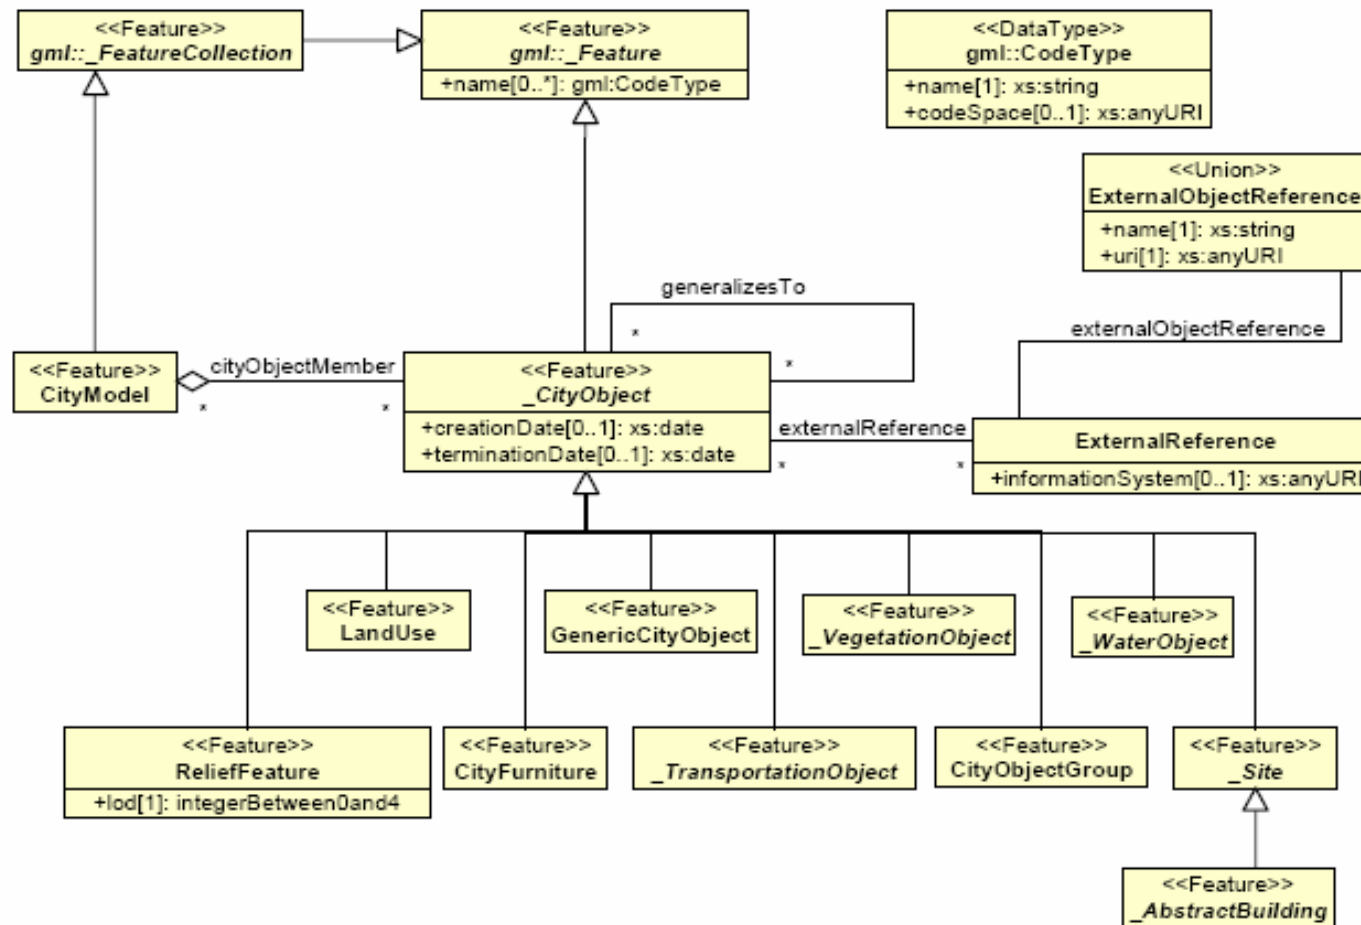 <<Feature>>
gml::_FeatureCollection
<<Feature>>
gml::_Feature
+name[0..*]: gml:CodeType
<<DataType>>
gml::CodeType
+name[1]: xs:string
+codeSpace[0..1]: xs:anyURI
<<Union>>
ExternalObjectReference
+name[1]: xs:string
+uri[1]: xs:anyURI
generalizesTo
*
*
externalObjectReference
<<Feature>>
CityModel
cityObjectMember
*
*
<<Feature>>
_CityObject
+creationDate[0..1]: xs:date
+terminationDate[0..1]: xs:date
externalReference
*
*
ExternalReference
+informationSystem[0..1]: xs:anyURI
<<Feature>>
LandUse
<<Feature>>
GenericCityObject
<<Feature>>
_VegetationObject
<<Feature>>
_WaterObject
<<Feature>>
ReliefFeature
+lod[1]: integerBetween0and4
<<Feature>>
CityFurniture
<<Feature>>
_TransportationObject
<<Feature>>
CityObjectGroup
<<Feature>>
_Site
<<Feature>>
_AbstractBuilding